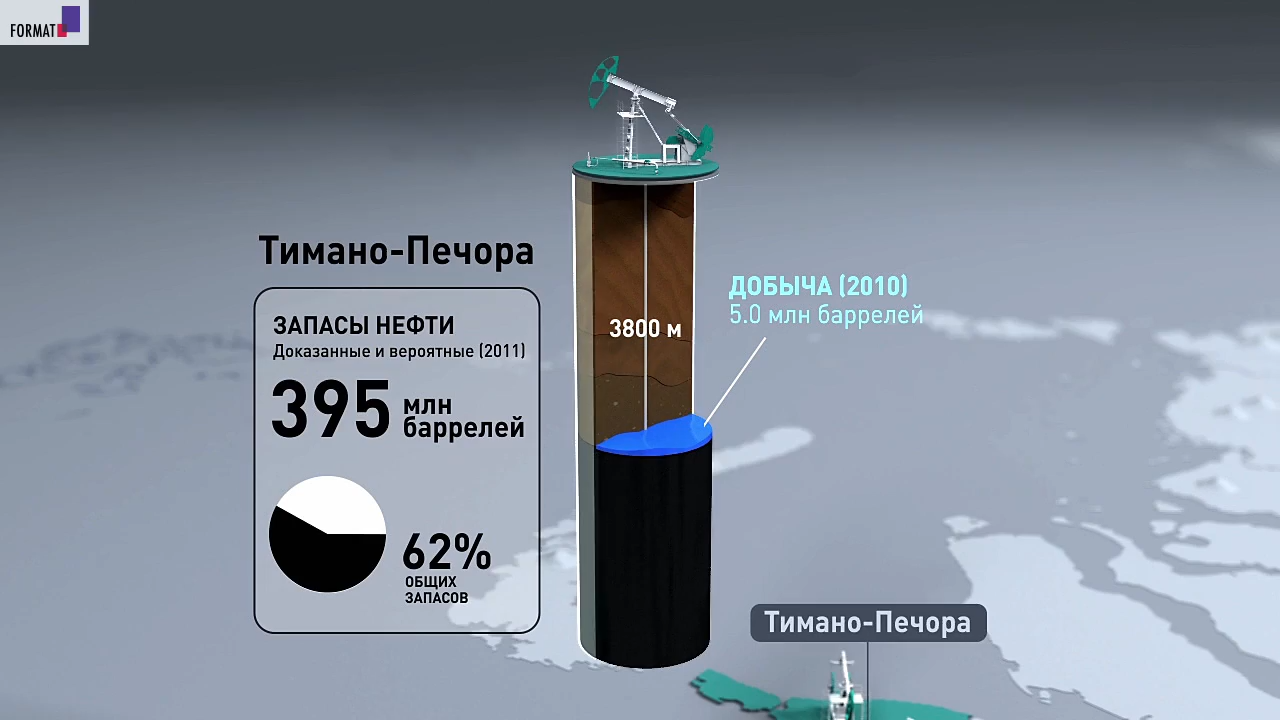 FORMAT
Тимано-Печора
ЗАПАСЫ НЕФТИ
Доказанные и вероятные (2011)
395 млн
баррелей
62%
ОБЩИХ
ЗАПАСОВ
3800 м
ДОБЫЧА (2010)
5.0 млн баррелей
Тимано-Печора